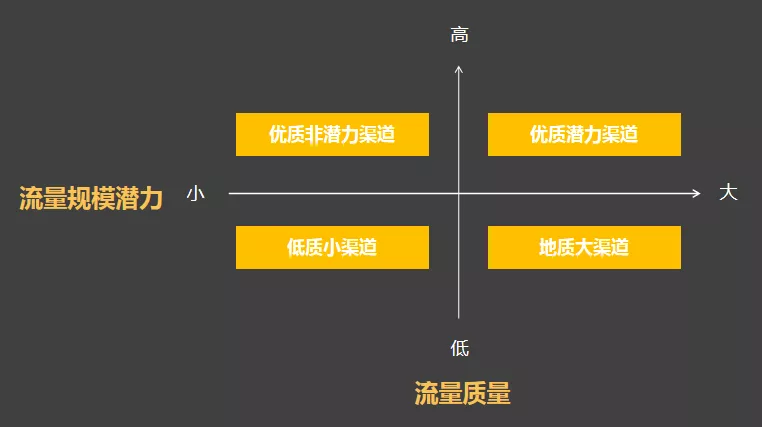 高
优质非潜力渠道
优质潜力渠道
流量规模潜力
小
大
低质小渠道
地质大渠道
低
流量质量